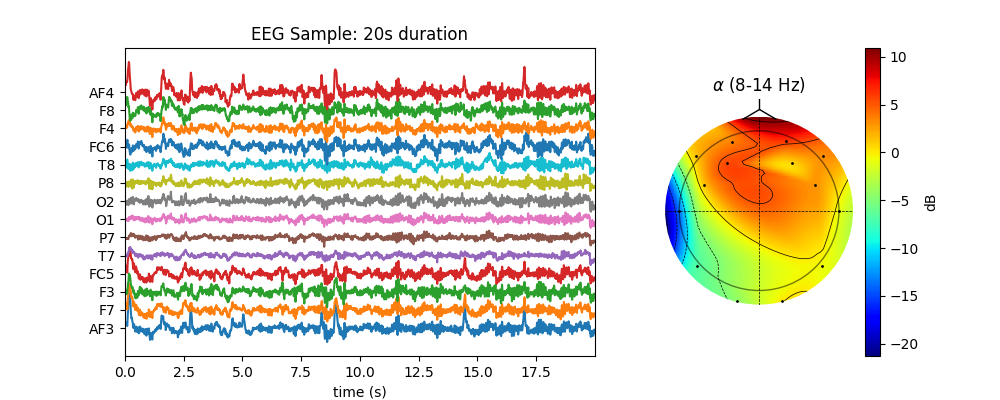 EEG Sample: 20s duration
AF4
F8
F4
FC6
T8
P8
O2
O1
P7
T7
FC5
F3
F7
AF3
0.0 2.5 5.0 7.5 10.0 12.5 15.0 17.5
time (s)
α (8-14 Hz)
10
5
0
−5
−10
−15
−20
dB